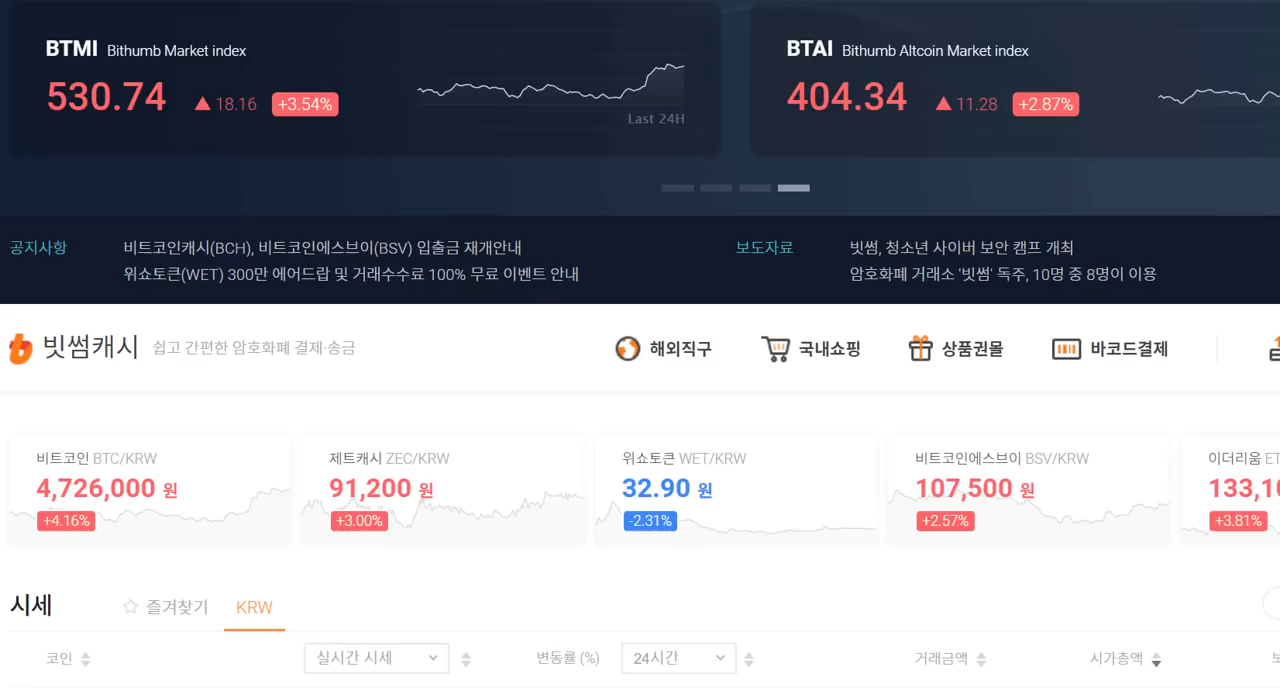 BTMI Bithumb Market index
530.74 ▲ 18.16 +3.54%
Last 24H
BTAI Bithumb Altcoin Market index
404.34 ▲ 11.28 +2.87%
공지사항
비트코인캐시(BCH), 비트코인에스브이(BSV) 입출금 재개안내
위쇼토큰(WET) 300만 에어드랍 및 거래수수료 100% 무료 이벤트 안내
보도자료
빗썸, 청소년 사이버 보안 캠프 개최
암호화폐 거래소 '빗썸' 독주, 10명 중 8명이 이용
빗썸캐시 쉽고 간편한 암호화폐 결제·송금
해외직구 국내쇼핑 상품권몰 바코드결제
비트코인 BTC/KRW
4,726,000 원
+4.16%
제트캐시 ZEC/KRW
91,200 원
+3.00%
위쇼토큰 WET/KRW
32.90 원
-2.31%
비트코인에스브이 BSV/KRW
107,500 원
+2.57%
이더리움
+3.81%
시세 즐겨찾기 KRW
코인 실시간 시세 변동률 (%) 24시간 거래금액 시가총액